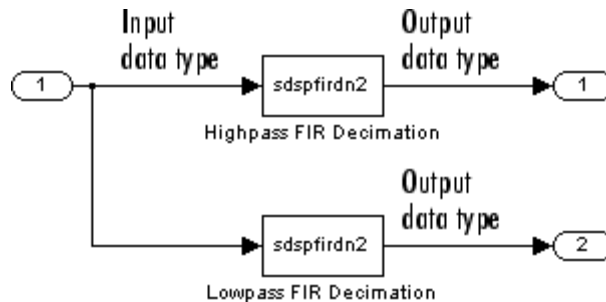 Input
data type
Output
data type
1
sdspfirdn2
1
Highpass FIR Decimation
Output
data type
sdspfirdn2
2
Lowpass FIR Decimation